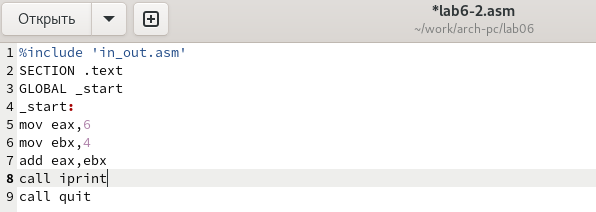 Открыть
*lab6-2.asm
~/work/arch-pc/lab06
1 %include 'in_out.asm'
2 SECTION .text
3 GLOBAL _start
4 _start:
5 mov eax,6
6 mov ebx,4
7 add eax,ebx
8 call iprint
9 call quit